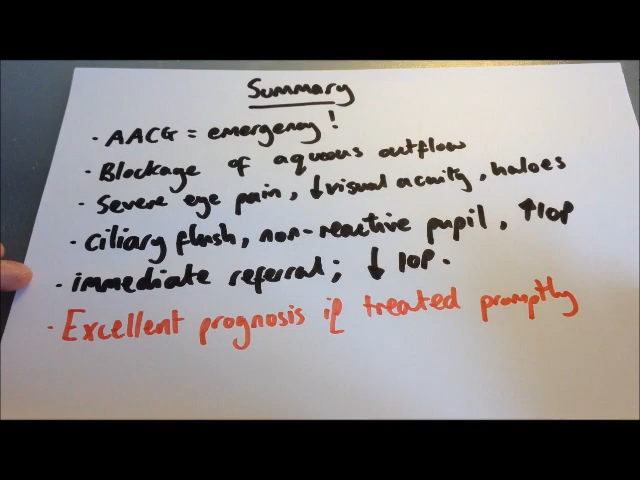 Summary
· AACG = emergency!
· Blockage of aqueous outflow
· Severe eye pain, ↓visual acuity, haloes
· ciliary flush, non-reactive pupil, ↑IOP
· immediate referral; ↓ IOP.
· Excellent prognosis if treated promptly